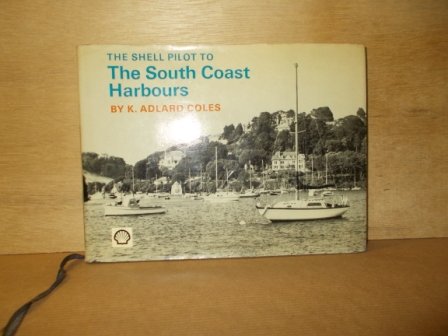 THE SHELL PILOT TO
The South Coast
Harbours
BY K. ADLARD COLES